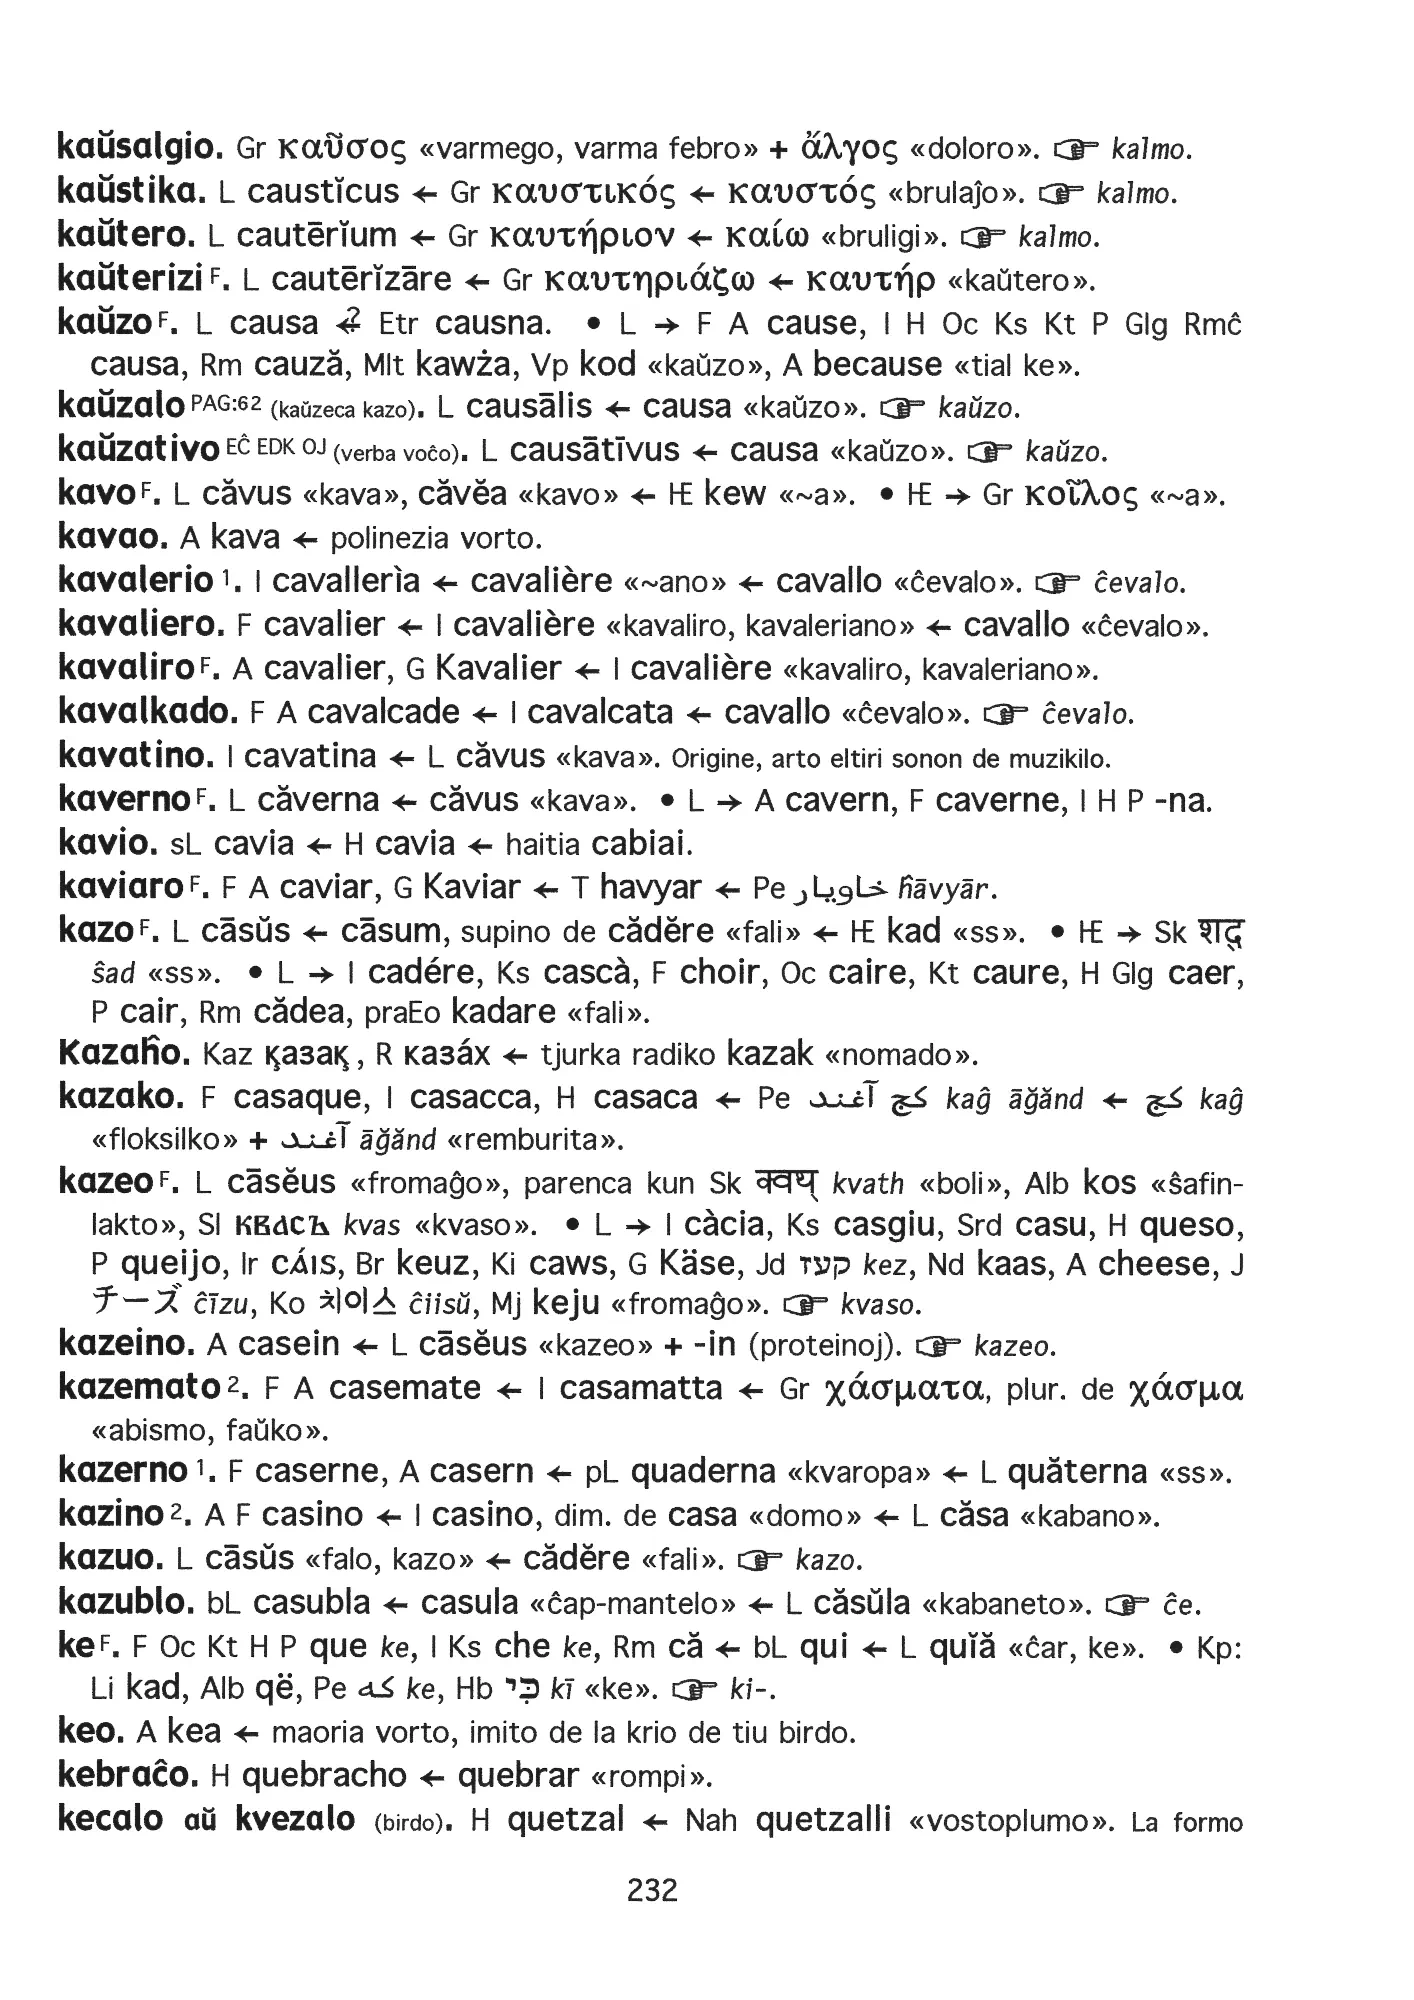 kaŭsalgio. Gr καῦσος «varmego, varma febro» + ἄλγος «doloro». ☞ kalmo.
kaŭstika. L caustĭcus ← Gr καυστικός ← καυστός «brulaĵo». ☞ kalmo.
kaŭtero. L cautērĭum ← Gr καυτήριον ← καίω «bruligi». ☞ kalmo.
kaŭterizi F. L cautērĭzāre ← Gr καυτηριάζω ← καυτήρ «kaŭtero».
kaŭzo F. L causa ←? Etr causna. • L → F A cause, I H Oc Ks Kt P Glg Rmĉ
causa, Rm cauză, Mlt kawża, Vp kod «kaŭzo», A because «tial ke».
kaŭzalo PAG:62 (kaŭzeca kazo). L causālis ← causa «kaŭzo». ☞ kaŭzo.
kaŭzativo EĈ EDK OJ (verba voĉo). L causātīvus ← causa «kaŭzo». ☞ kaŭzo.
kavo F. L căvus «kava», căvĕa «kavo» ← IE kew «~a». • IE → Gr κοῖλος «~a».
kavao. A kava ← polinezia vorto.
kavalerio 1. I cavallerìa ← cavalière «~ano» ← cavallo «ĉevalo». ☞ ĉevalo.
kavaliero. F cavalier ← I cavalière «kavaliro, kavaleriano» ← cavallo «ĉevalo».
kavaliro F. A cavalier, G Kavalier ← I cavalière «kavaliro, kavaleriano».
kavalkado. F A cavalcade ← I cavalcata ← cavallo «ĉevalo». ☞ ĉevalo.
kavatino. I cavatina ← L căvus «kava». Origine, arto eltiri sonon de muzikilo.
kaverno F. L căverna ← căvus «kava». • L → A cavern, F caverne, I H P -na.
kavio. sL cavia ← H cavia ← haitia cabiai.
kaviaro F. F A caviar, G Kaviar ← T havyar ← Pe خاویار ĥāvyār.
kazo F. L cāsŭs ← cāsum, supino de cădĕre «fali» ← IE kad «ss». • IE → Sk शद्
ŝad «ss». • L → I cadére, Ks cascà, F choir, Oc caire, Kt caure, H Glg caer,
P cair, Rm cădea, praEo kadare «fali».
Kazaĥo. Kaz қазақ, R казáх ← tjurka radiko kazak «nomado».
kazako. F casaque, I casacca, H casaca ← Pe کج آغند kaĝ āğănd ← کج kaĝ
«floksilko» + آغند āğănd «remburita».
kazeo F. L cāsĕus «fromaĝo», parenca kun Sk क्वथ् kvath «boli», Alb kos «ŝafin-
lakto», Sl квасъ kvas «kvaso». • L → I càcia, Ks casgiu, Srd casu, H queso,
P queijo, Ir cáis, Br keuz, Ki caws, G Käse, Jd קעז kez, Nd kaas, A cheese, J
チーズ ĉīzu, Ko 치이스 ĉiisŭ, Mj keju «fromaĝo». ☞ kvaso.
kazeino. A casein ← L cāsĕus «kazeo» + -in (proteinoj). ☞ kazeo.
kazemato 2. F A casemate ← I casamatta ← Gr χάσματα, plur. de χάσμα
«abismo, faŭko».
kazerno 1. F caserne, A casern ← pL quaderna «kvaropa» ← L quăterna «ss».
kazino 2. A F casino ← I casino, dim. de casa «domo» ← L căsa «kabano».
kazuo. L cāsŭs «falo, kazo» ← cădĕre «fali». ☞ kazo.
kazublo. bL casubla ← casula «ĉap-mantelo» ← L căsŭla «kabaneto». ☞ ĉe.
ke F. F Oc Kt H P que ke, I Ks che ke, Rm că ← bL qui ← L quĭă «ĉar, ke». • Kp:
Li kad, Alb që, Pe که ke, Hb כִּי kī «ke». ☞ ki-.
keo. A kea ← maoria vorto, imito de la krio de tiu birdo.
kebraĉo. H quebracho ← quebrar «rompi».
kecalo aŭ kvezalo (birdo). H quetzal ← Nah quetzalli «vostoplumo». La formo
232